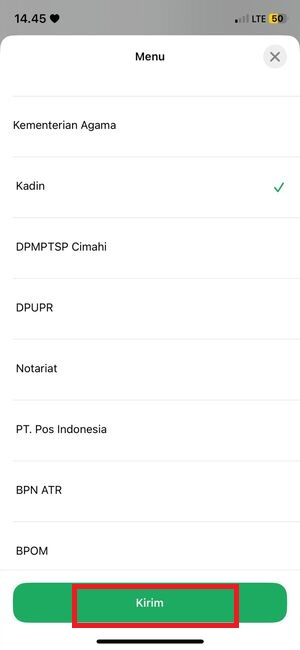 14.45 LTE 50
Menu
Kementerian Agama
Kadin
DPMPTSP Cimahi
DPUPR
Notariat
PT. Pos Indonesia
BPN ATR
BPOM
Kirim